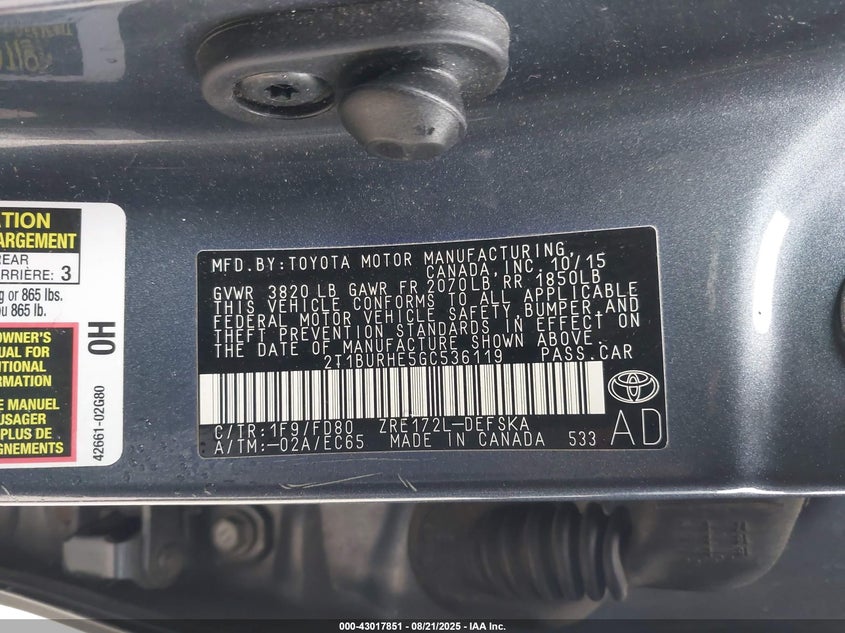 ATION
ARGEMENT
REAR
ARRIÈRE: 3
g or 865 lbs.
u 865 lb.
OWNER'S
UAL FOR
ITIONAL
RMATION
E MANUEL
USAGER
PLUS DE
GNEMENTS
OH
42661-02G80
MFD.BY:TOYOTA MOTOR MANUFACTURING,
CANADA, INC. 10/15
GVWR 3820 LB GAWR FR 2070LB RR 1850LB
THIS VEHICLE CONFORMS TO ALL APPLICABLE
FEDERAL MOTOR VEHICLE SAFETY,BUMPER,AND
THEFT PREVENTION STANDARDS IN EFFECT ON
THE DATE OF MANUFACTURE SHOWN ABOVE.
2T1BURHE5GC536119 PASS.CAR
C/TR:1F9/FD80 ZRE172L-DEFSKA
A/TM:-02A/EC65 MADE IN CANADA 533
AD
000-43017851 - 08/21/2025 - IAA Inc.